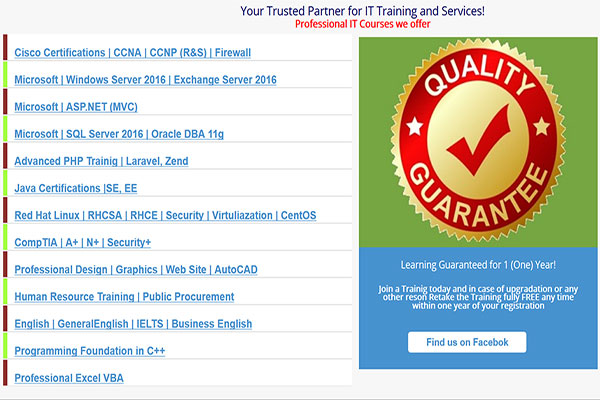 Your Trusted Partner for IT Training and Services!
Professional IT Courses we offer
Cisco Certifications | CCNA | CCNP (R&S) | Firewall
Microsoft | Windows Server 2016 | Exchange Server 2016
Microsoft | ASP.NET (MVC)
Microsoft | SQL Server 2016 | Oracle DBA 11g
Advanced PHP Trainig | Laravel, Zend
Java Certifications |SE, EE
Red Hat Linux | RHCSA | RHCE | Security | Virtuliazation | CentOS
CompTIA | A+ | N+ | Security+
Professional Design | Graphics | Web Site | AutoCAD
Human Resource Training | Public Procurement
English | GeneralEnglish | IELTS | Business English
Programming Foundation in C++
Professional Excel VBA
QUALITY
GUARANTEE
Learning Guaranteed for 1 (One) Year!
Join a Trainig today and in case of upgradation or any
other reson Retake the Training fully FREE any time
within one year of your registration
Find us on Facebok